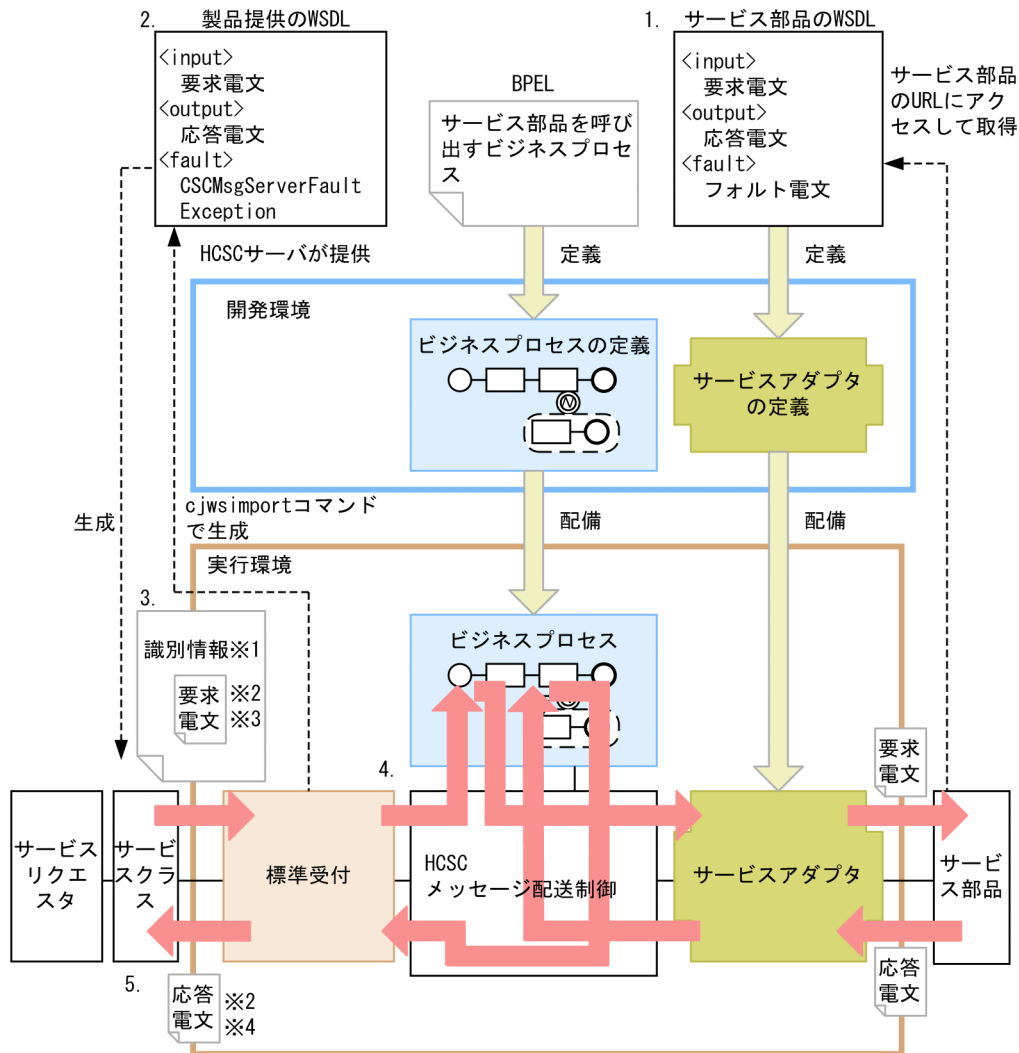 2.
製品提供のWSDL
<input>
要求電文
<output>
応答電文
<fault>
CSCMsgServerFault
Exception
1.
サービス部品のWSDL
<input>
要求電文
<output>
応答電文
<fault>
フォルト電文
サービス部品
のURLにアク
セスして取得
BPEL
サービス部品を呼び
出すビジネスプロセ
ス
HCSCサーバが提供
定義
定義
開発環境
ビジネスプロセスの定義
サービスアダプタ
の定義
生成
cjwsimportコマンド
で生成
配備
配備
実行環境
3.
識別情報※1
要求
電文
※2
※3
ビジネスプロセス
4.
要求
電文
サービス
リクエ
スタ
サービ
スクラ
ス
標準受付
HCSC
メッセージ配送制御
サービスアダプタ
サービ
ス部品
5.
応答
電文
※2
※4
応答
電文